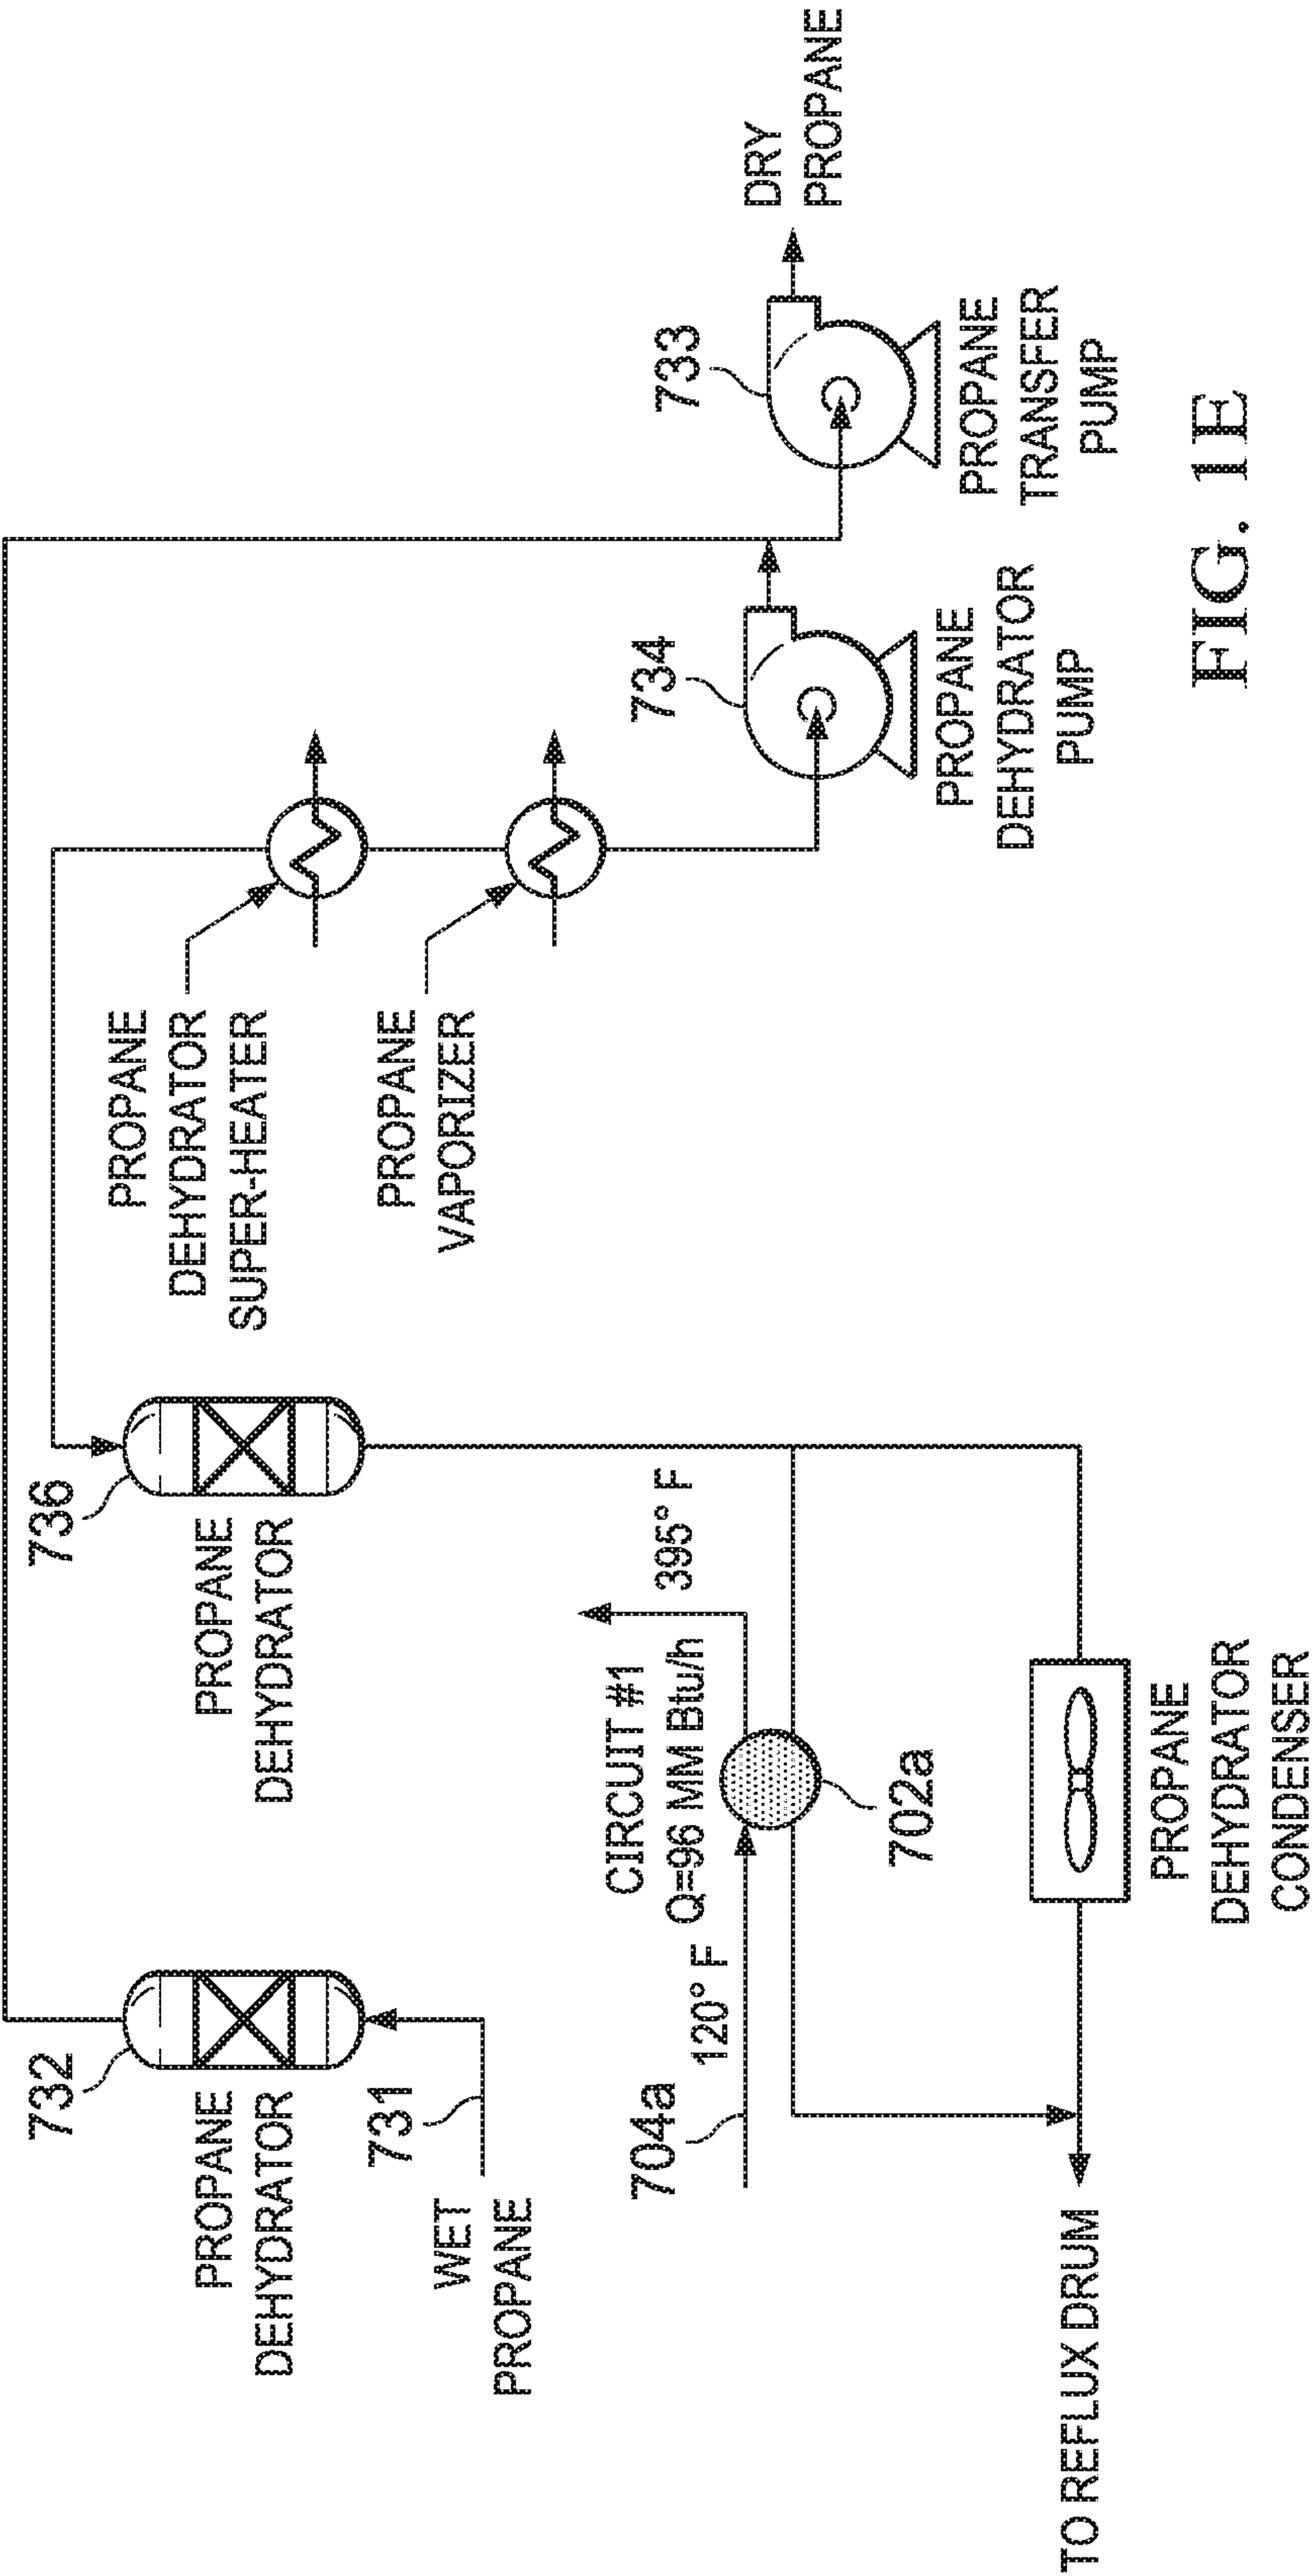 732
PROPANE
DEHYDRATOR
731
WET
PROPANE
736
PROPANE
DEHYDRATOR
PROPANE
DEHYDRATOR
SUPER-HEATER
PROPANE
VAPORIZER
704a
120° F
CIRCUIT #1
Q=96 MM Btu/h
395° F
702a
734
PROPANE
DEHYDRATOR
PUMP
733
PROPANE
TRANSFER
PUMP
DRY
PROPANE
TO REFLUX DRUM
PROPANE
DEHYDRATOR
CONDENSER
FIG. 1E